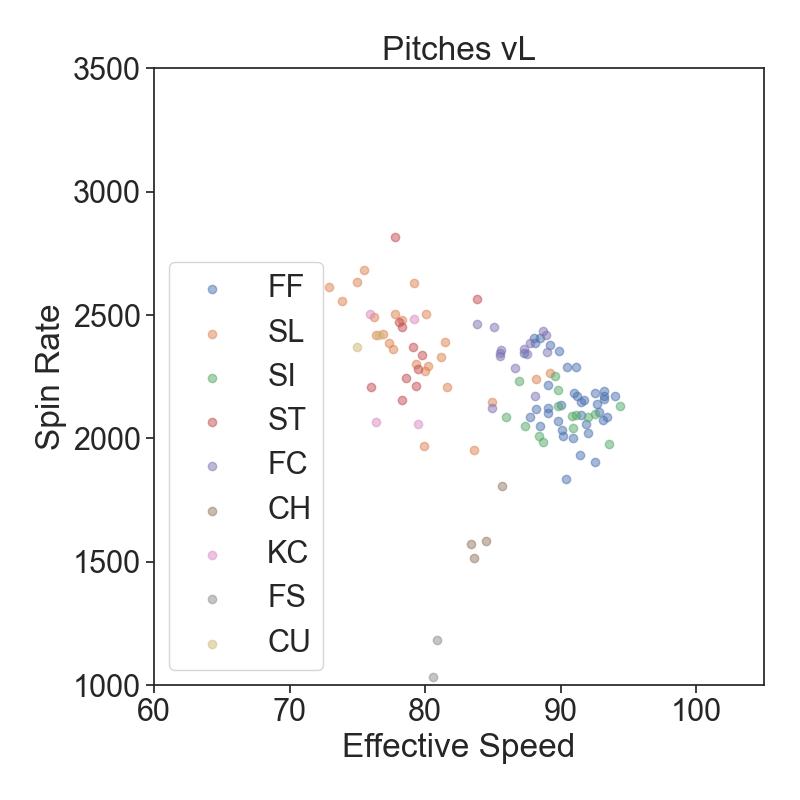 Pitches vL
3500
3000
2500
2000
1500
1000
Spin Rate
FF
SL
SI
ST
FC
CH
KC
FS
CU
60 70 80 90 100
Effective Speed